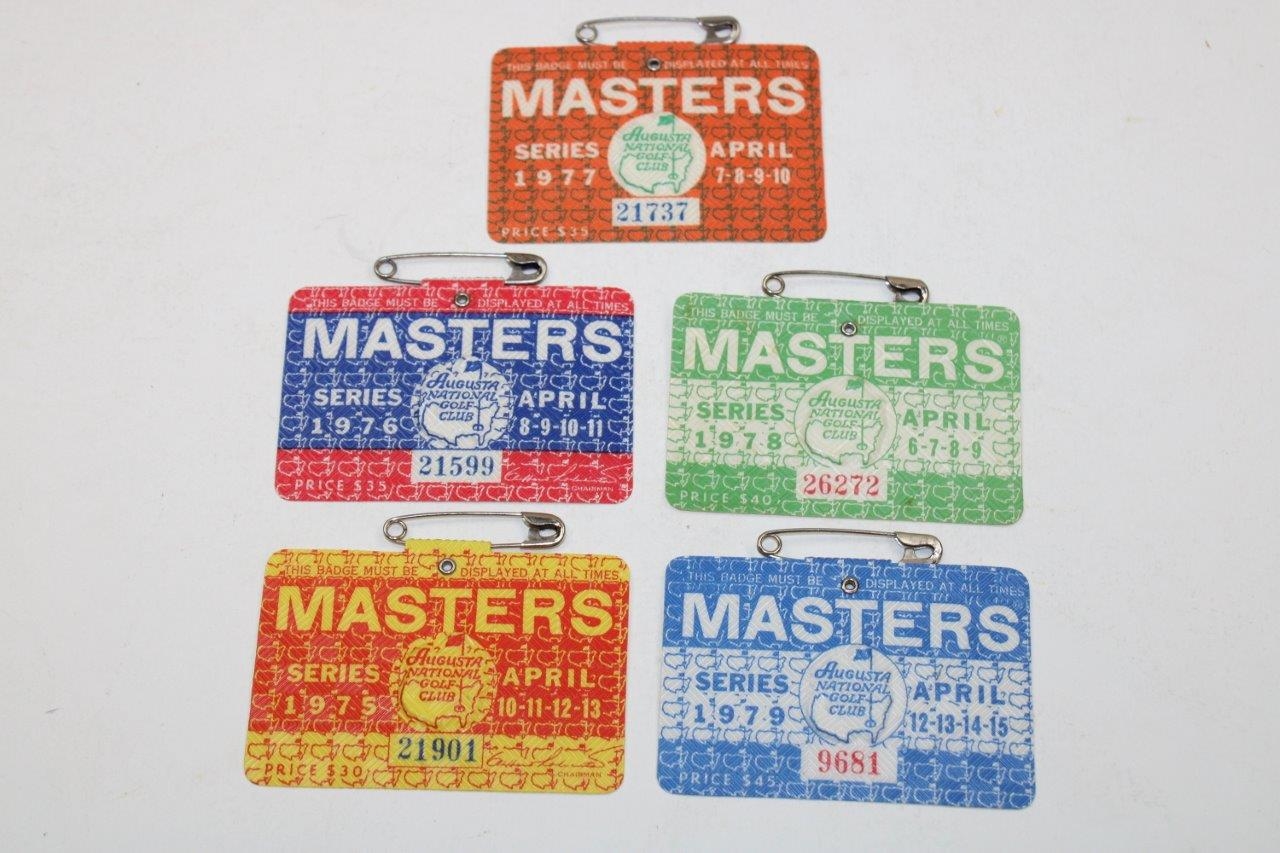 THIS BADGE MUST BE DISPLAYED AT ALL TIMES
MASTERS
AUGUSTA
NATIONAL
GOLF
CLUB
SERIES APRIL
1977 7-8-9-10
21737
PRICE $35
THIS BADGE MUST BE DISPLAYED AT ALL TIMES
MASTERS
AUGUSTA
NATIONAL
GOLF
CLUB
SERIES APRIL
1976 8-9-10-11
21599
PRICE $35 CHAIRMAN
THIS BADGE MUST BE DISPLAYED AT ALL TIMES
MASTERS®
AUGUSTA
NATIONAL
GOLF
CLUB
SERIES APRIL
1978 6-7-8-9
26272
PRICE $40
THIS BADGE MUST BE DISPLAYED AT ALL TIMES
MASTERS
AUGUSTA
NATIONAL
GOLF
CLUB
SERIES APRIL
1975 10-11-12-13
21901
PRICE $30 CHAIRMAN
THIS BADGE MUST BE DISPLAYED AT ALL TIMES
MASTERS
AUGUSTA
NATIONAL
GOLF
CLUB
SERIES APRIL
1979 12-13-14-15
9681
PRICE $45